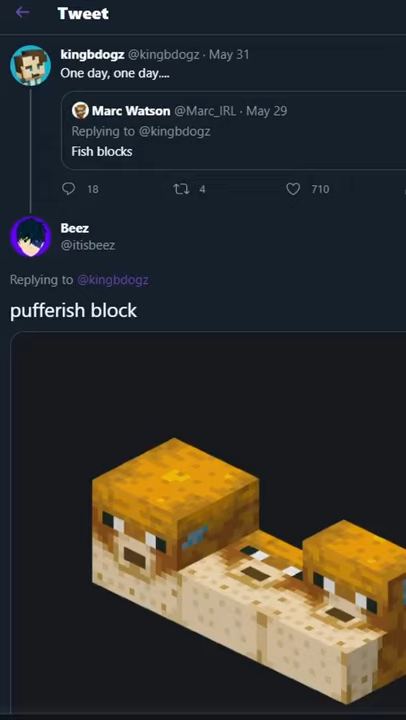 Tweet
kingbdogz @kingbdogz · May 31
One day, one day....
Marc Watson @Marc_IRL · May 29
Replying to @kingbdogz
Fish blocks
18 4 710
Beez
@itisbeez
Replying to @kingbdogz
pufferish block